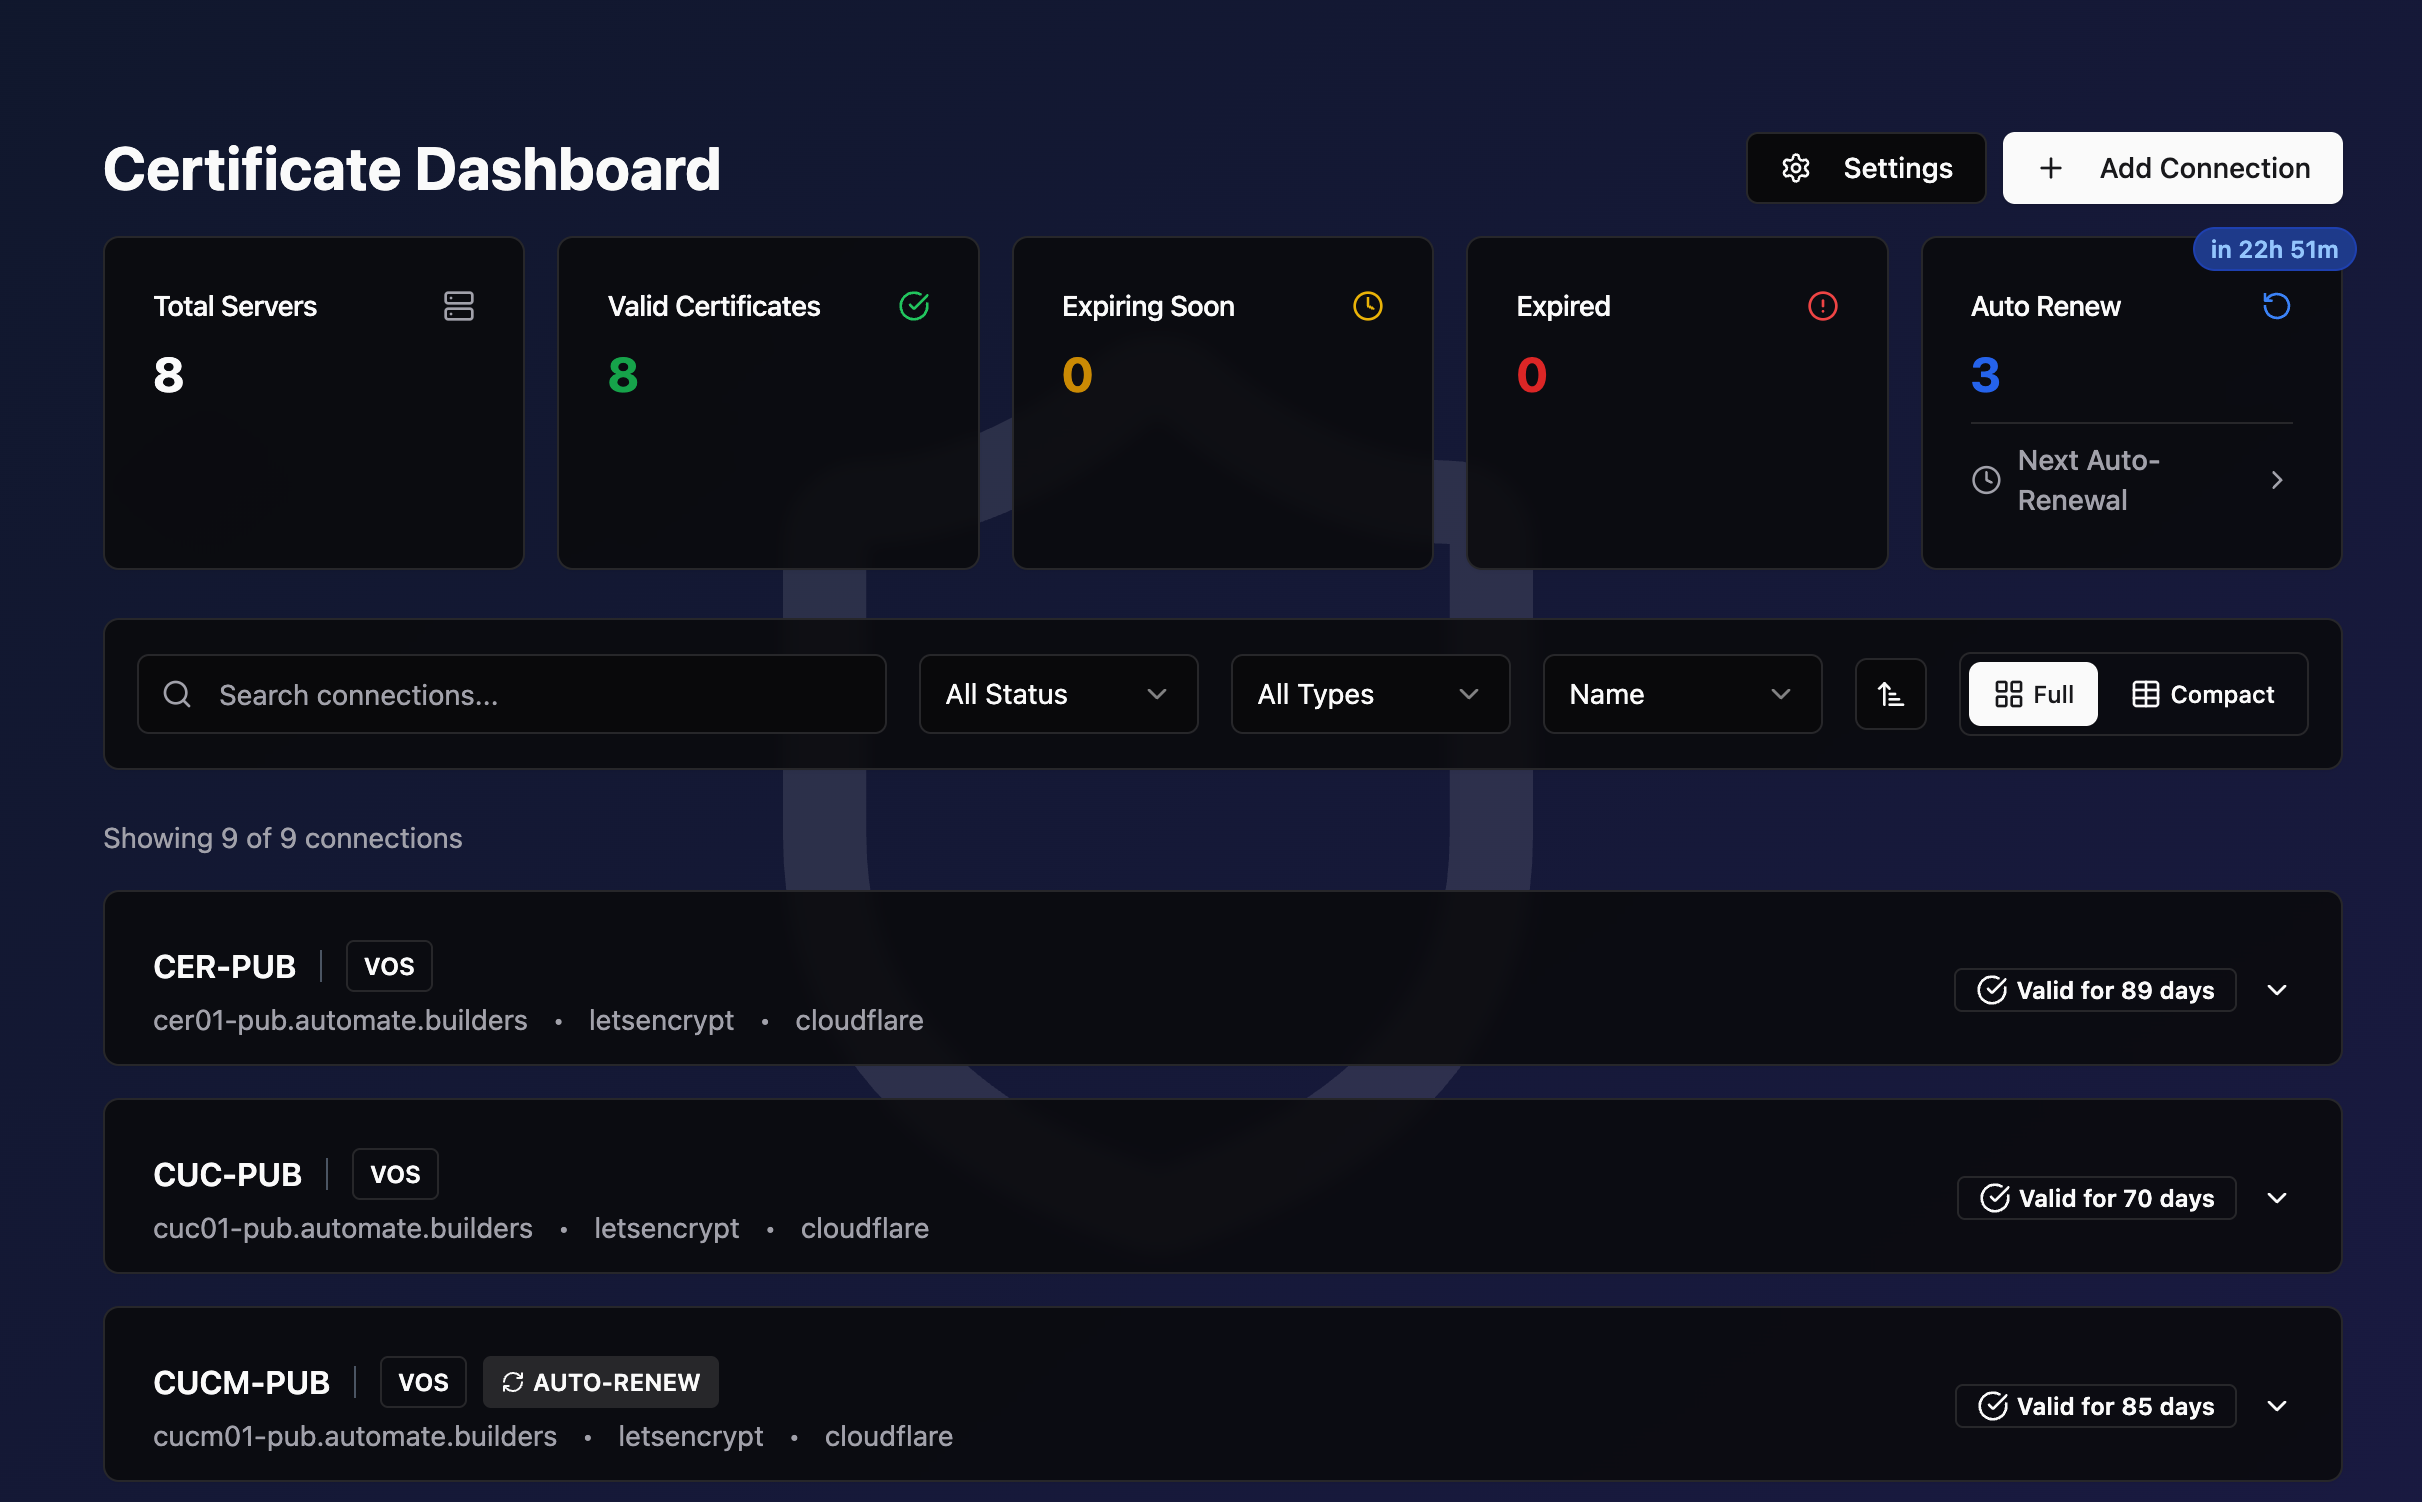 Certificate Dashboard
Settings
Add Connection
in 22h 51m
Total Servers
8
Valid Certificates
8
Expiring Soon
0
Expired
0
Auto Renew
3
Next Auto-
Renewal
Search connections...
All Status
All Types
Name
Full
Compact
Showing 9 of 9 connections
CER-PUB | VOS
cer01-pub.automate.builders • letsencrypt • cloudflare
Valid for 89 days
CUC-PUB | VOS
cuc01-pub.automate.builders • letsencrypt • cloudflare
Valid for 70 days
CUCM-PUB | VOS AUTO-RENEW
cucm01-pub.automate.builders • letsencrypt • cloudflare
Valid for 85 days